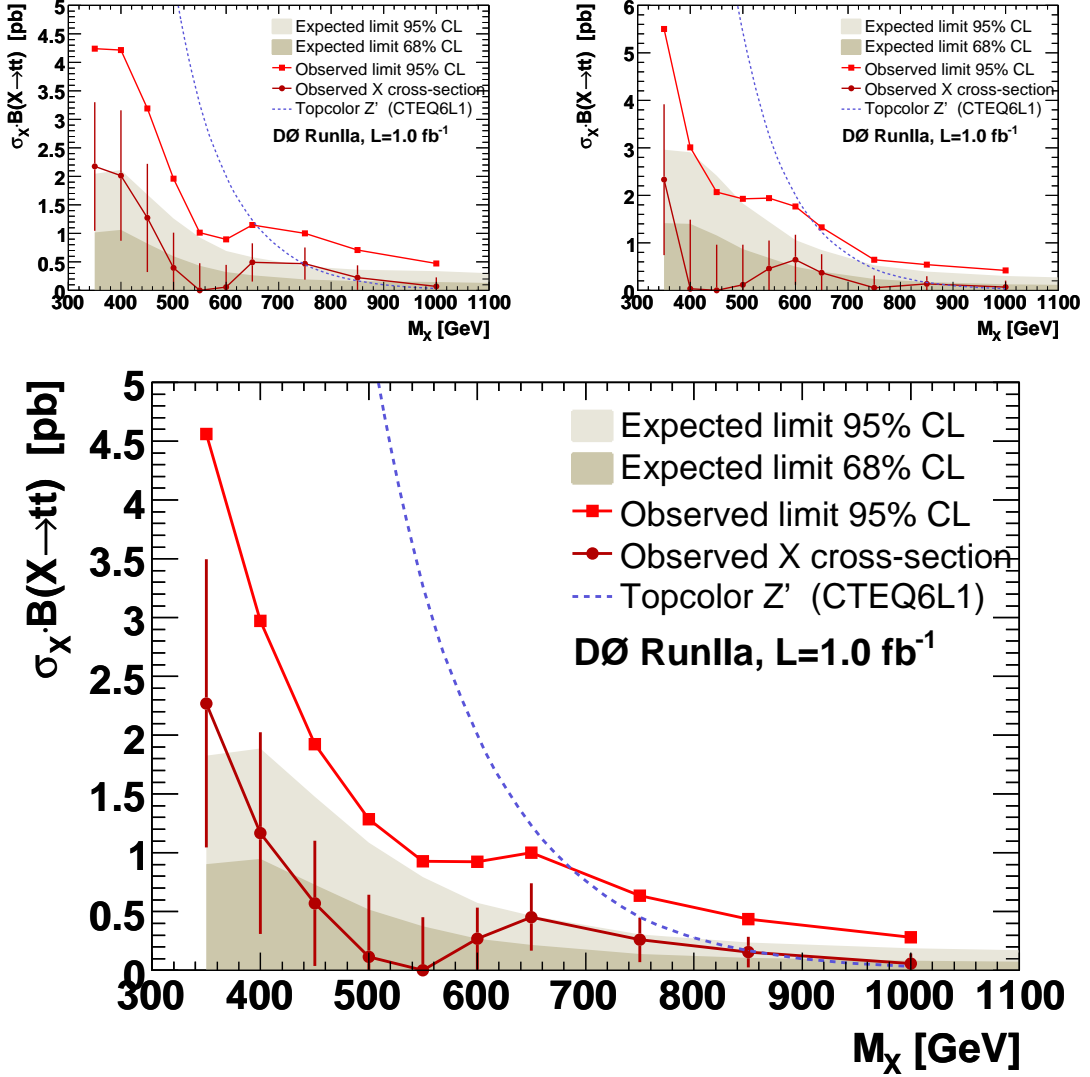 σX·B(X→tt) [pb]
5
4.5
4
3.5
3
2.5
2
1.5
1
0.5
0
300 400 500 600 700 800 900 1000 1100
MX [GeV]
Expected limit 95% CL
Expected limit 68% CL
Observed limit 95% CL
Observed X cross-section
Topcolor Z' (CTEQ6L1)
DØ RunIIa, L=1.0 fb-1
σX·B(X→tt) [pb]
6
5
4
3
2
1
0
300 400 500 600 700 800 900 1000 1100
MX [GeV]
Expected limit 95% CL
Expected limit 68% CL
Observed limit 95% CL
Observed X cross-section
Topcolor Z' (CTEQ6L1)
DØ RunIIa, L=1.0 fb-1
σX·B(X→tt) [pb]
5
4.5
4
3.5
3
2.5
2
1.5
1
0.5
0
300 400 500 600 700 800 900 1000 1100
MX [GeV]
Expected limit 95% CL
Expected limit 68% CL
Observed limit 95% CL
Observed X cross-section
Topcolor Z' (CTEQ6L1)
DØ RunIIa, L=1.0 fb-1